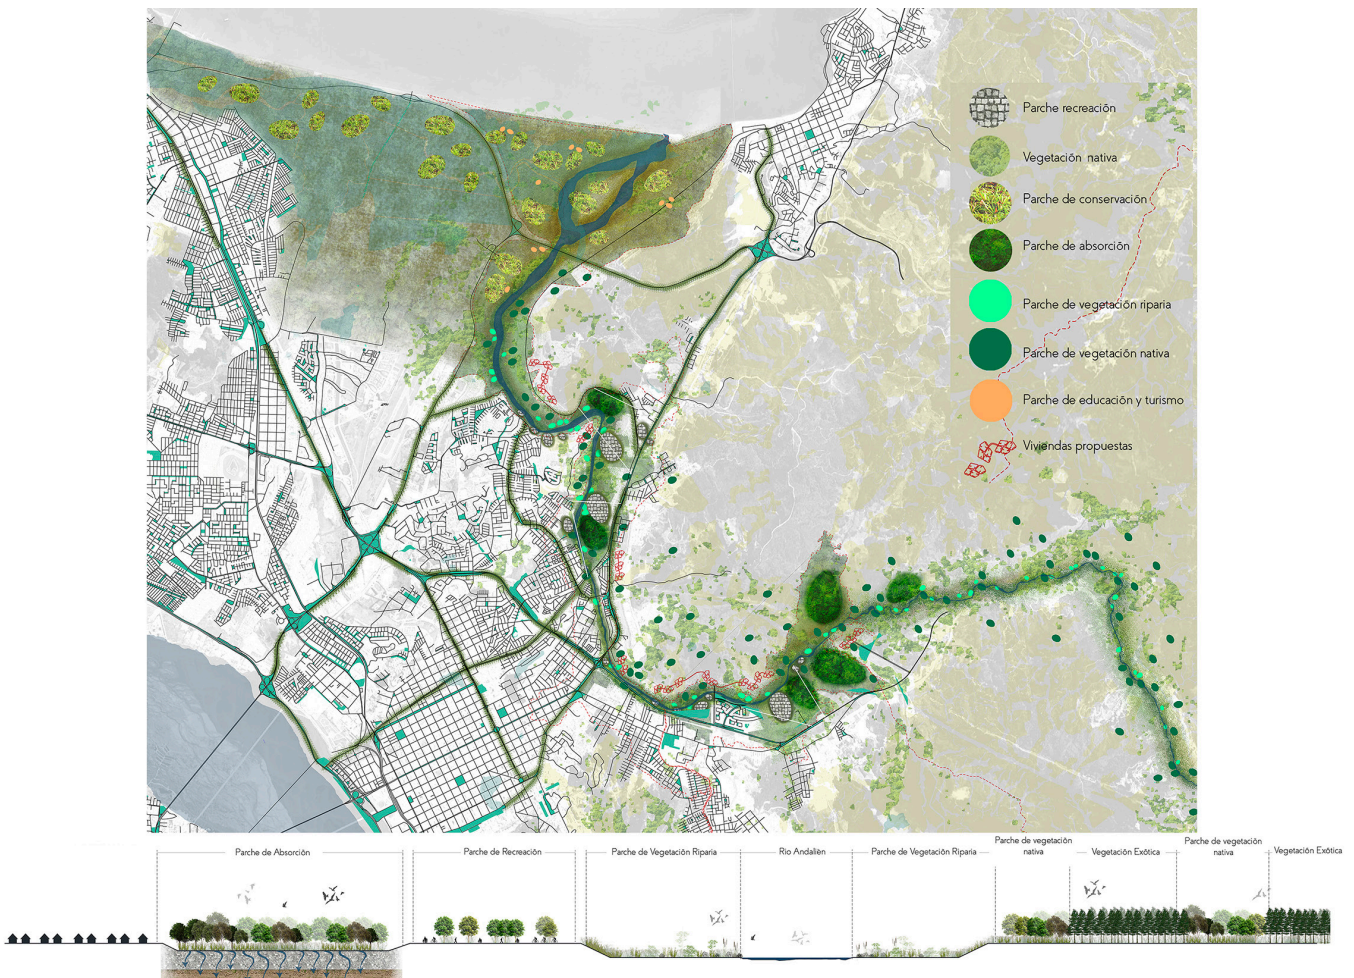 Parche recreación
Vegetación nativa
Parche de conservación
Parche de absorción
Parche de vegetación riparia
Parche de vegetación nativa
Parche de educación y turismo
Viviendas propuestas
Parche de Absorción
Parche de Recreación
Parche de Vegetación Riparia
Río Andalién
Parche de Vegetación Riparia
Parche de vegetación
nativa
Vegetación Exótica
Parche de vegetación
nativa
Vegetación Exótica